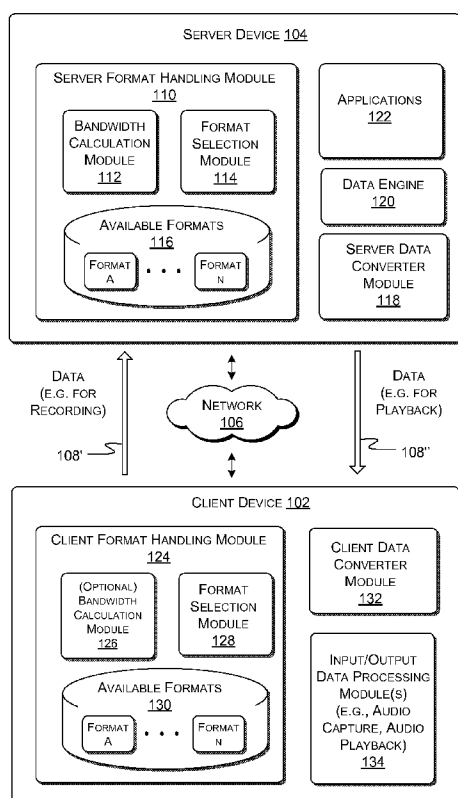 SERVER DEVICE 104
SERVER FORMAT HANDLING MODULE
110
BANDWIDTH
CALCULATION
MODULE
112
FORMAT
SELECTION
MODULE
114
AVAILABLE FORMATS
116
FORMAT
A
• • •
FORMAT
N
APPLICATIONS
122
DATA ENGINE
120
SERVER DATA
CONVERTER
MODULE
118
DATA
(E.G. FOR
RECORDING)
108'
NETWORK
106
DATA
(E.G. FOR
PLAYBACK)
108"
CLIENT DEVICE 102
CLIENT FORMAT HANDLING MODULE
124
(OPTIONAL)
BANDWIDTH
CALCULATION
MODULE
126
FORMAT
SELECTION
MODULE
128
AVAILABLE FORMATS
130
FORMAT
A
• • •
FORMAT
N
CLIENT DATA
CONVERTER
MODULE
132
INPUT/OUTPUT
DATA PROCESSING
MODULE(S)
(E.G., AUDIO
CAPTURE, AUDIO
PLAYBACK)
134